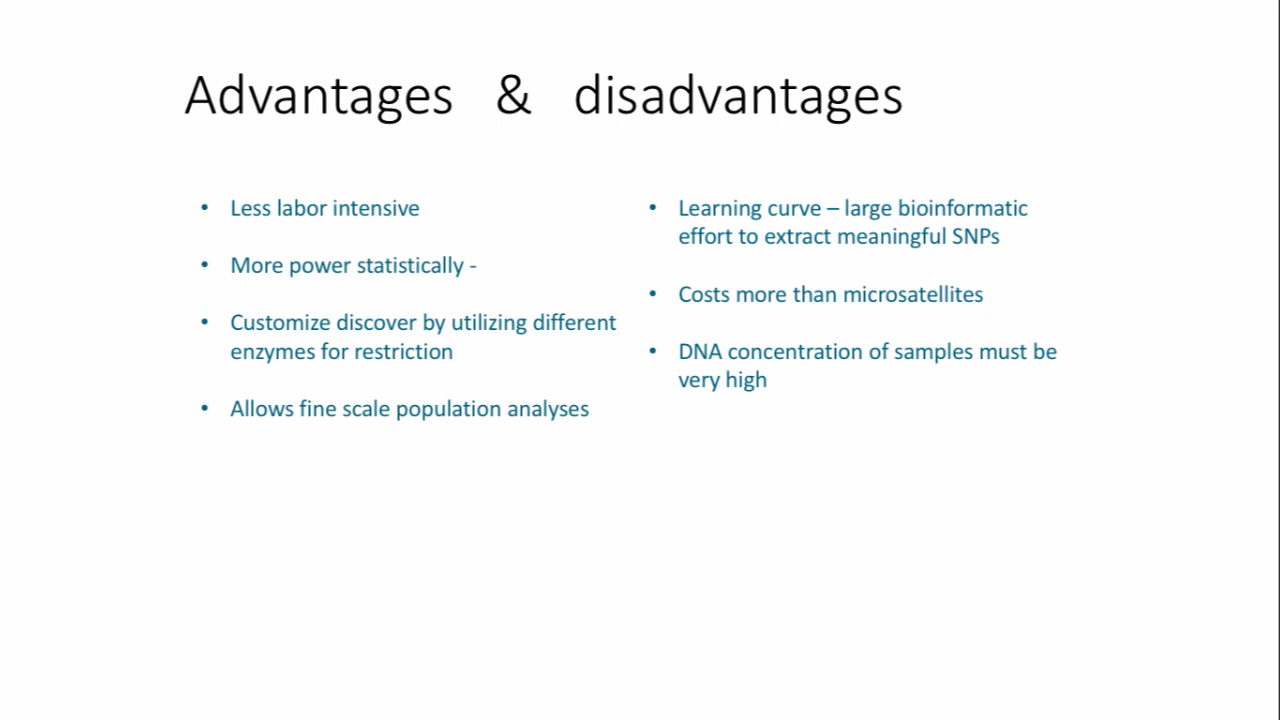 Advantages & disadvantages
• Less labor intensive
• More power statistically -
• Customize discover by utilizing different
enzymes for restriction
• Allows fine scale population analyses
• Learning curve – large bioinformatic
effort to extract meaningful SNPs
• Costs more than microsatellites
• DNA concentration of samples must be
very high